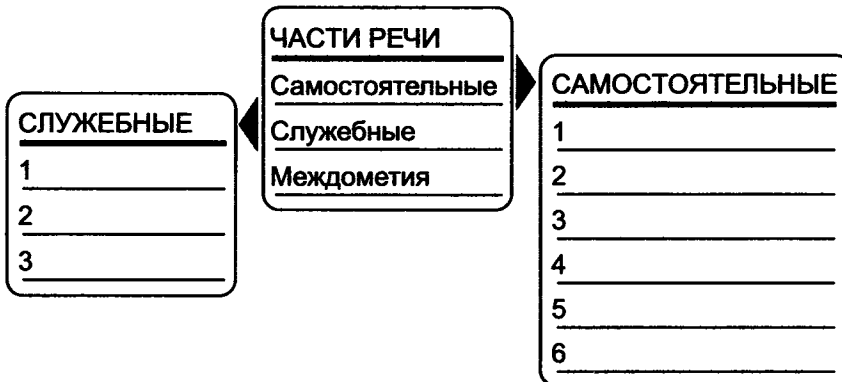 ЧАСТИ РЕЧИ
Самостоятельные
Служебные
Междометия
СЛУЖЕБНЫЕ
1
2
3
САМОСТОЯТЕЛЬНЫЕ
1
2
3
4
5
6